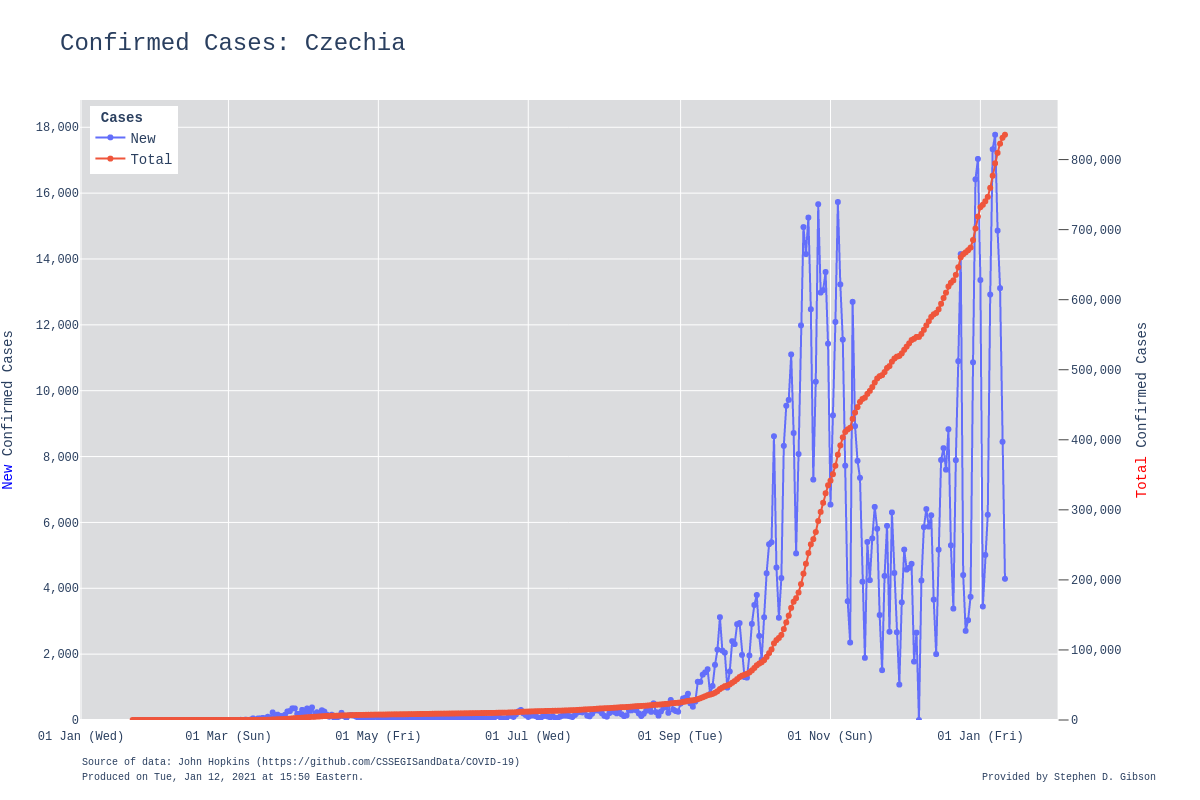 Confirmed Cases: Czechia
Cases
New
Total
18,000
16,000
14,000
12,000
10,000
8,000
6,000
4,000
2,000
0
New Confirmed Cases
800,000
700,000
600,000
500,000
400,000
300,000
200,000
100,000
0
Total Confirmed Cases
01 Jan (Wed) 01 Mar (Sun) 01 May (Fri) 01 Jul (Wed) 01 Sep (Tue) 01 Nov (Sun) 01 Jan (Fri)
Source of data: John Hopkins (https://github.com/CSSEGISandData/COVID-19)
Produced on Tue, Jan 12, 2021 at 15:50 Eastern.
Provided by Stephen D. Gibson